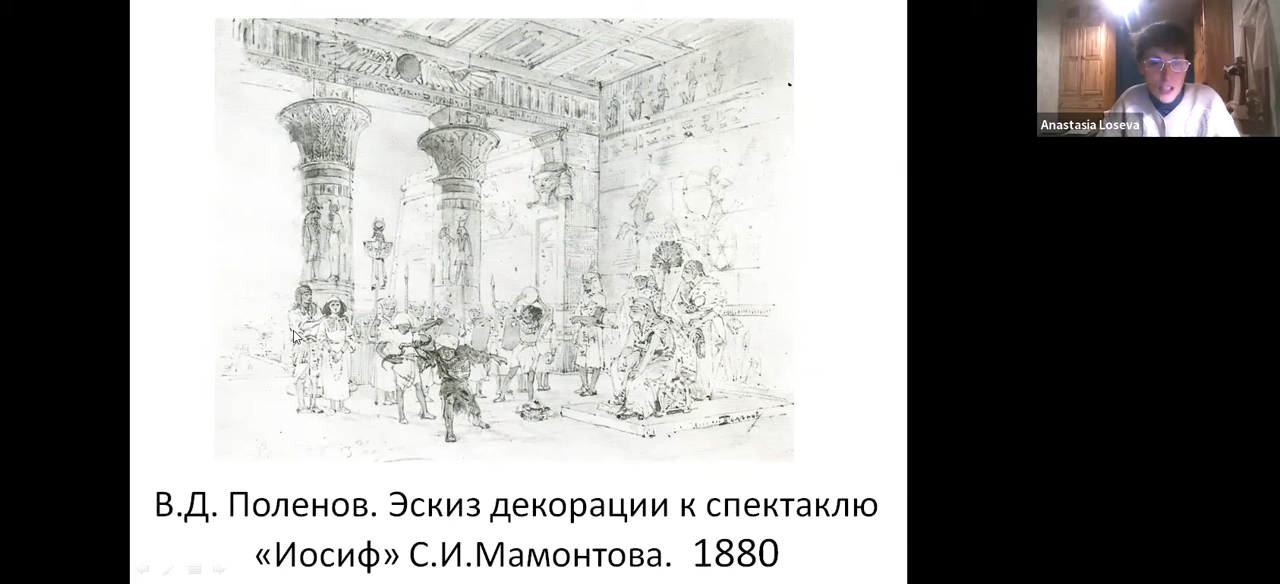 Anastasia Loseva
В.Д. Поленов. Эскиз декорации к спектаклю
«Иосиф» С.И.Мамонтова. 1880